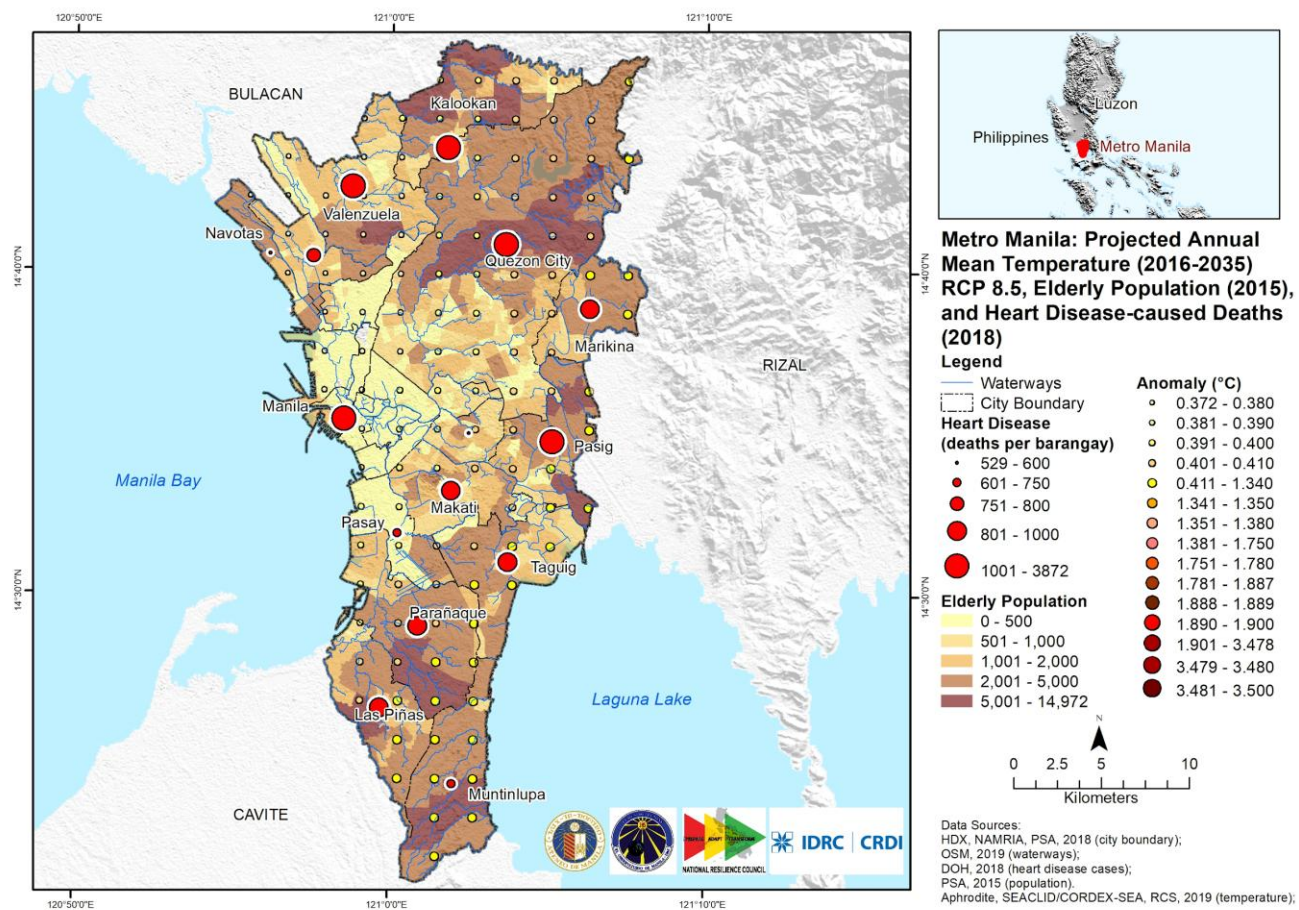 120°50'0"E
121°0'0"E
121°10'0"E
14°40'0"N
14°30'0"N
14°40'0"N
14°30'0"N
120°50'0"E
121°0'0"E
121°10'0"E
BULACAN
Kalookan
Valenzuela
Navotas
Quezon City
Marikina
RIZAL
Manila
Pasig
Manila Bay
Makati
Pasay
Taguig
Parañaque
Laguna Lake
Las Piñas
Muntinlupa
CAVITE
NATIONAL RESILIENCE COUNCIL
IDRC | CRDI
Luzon
Philippines
Metro Manila
Metro Manila: Projected Annual
Mean Temperature (2016-2035)
RCP 8.5, Elderly Population (2015),
and Heart Disease-caused Deaths
(2018)
Legend
Waterways
City Boundary
Heart Disease
(deaths per barangay)
529 - 600
601 - 750
751 - 800
801 - 1000
1001 - 3872
Elderly Population
0 - 500
501 - 1,000
1,001 - 2,000
2,001 - 5,000
5,001 - 14,972
Anomaly (°C)
0.372 - 0.380
0.381 - 0.390
0.391 - 0.400
0.401 - 0.410
0.411 - 1.340
1.341 - 1.350
1.351 - 1.380
1.381 - 1.750
1.751 - 1.780
1.781 - 1.887
1.888 - 1.889
1.890 - 1.900
1.901 - 3.478
3.479 - 3.480
3.481 - 3.500
N
0 2.5 5 10
Kilometers
Data Sources:
HDX, NAMRIA, PSA, 2018 (city boundary);
OSM, 2019 (waterways);
DOH, 2018 (heart disease cases);
PSA, 2015 (population).
Aphrodite, SEACLID/CORDEX-SEA, RCS, 2019 (temperature);